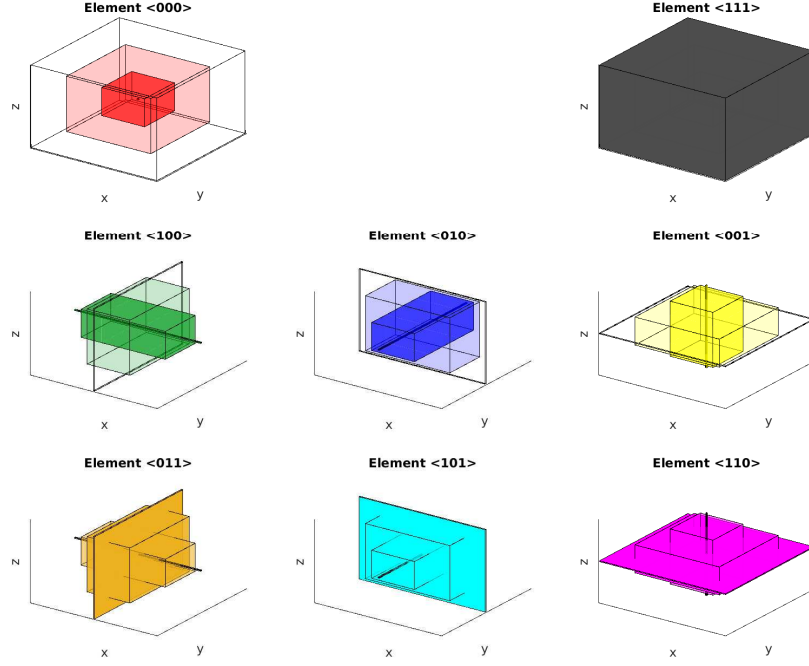 Element <000>
Element <111>
z
x
y
z
x
y
Element <100>
Element <010>
Element <001>
z
x
y
z
x
y
z
x
y
Element <011>
Element <101>
Element <110>
z
x
y
z
x
y
z
x
y